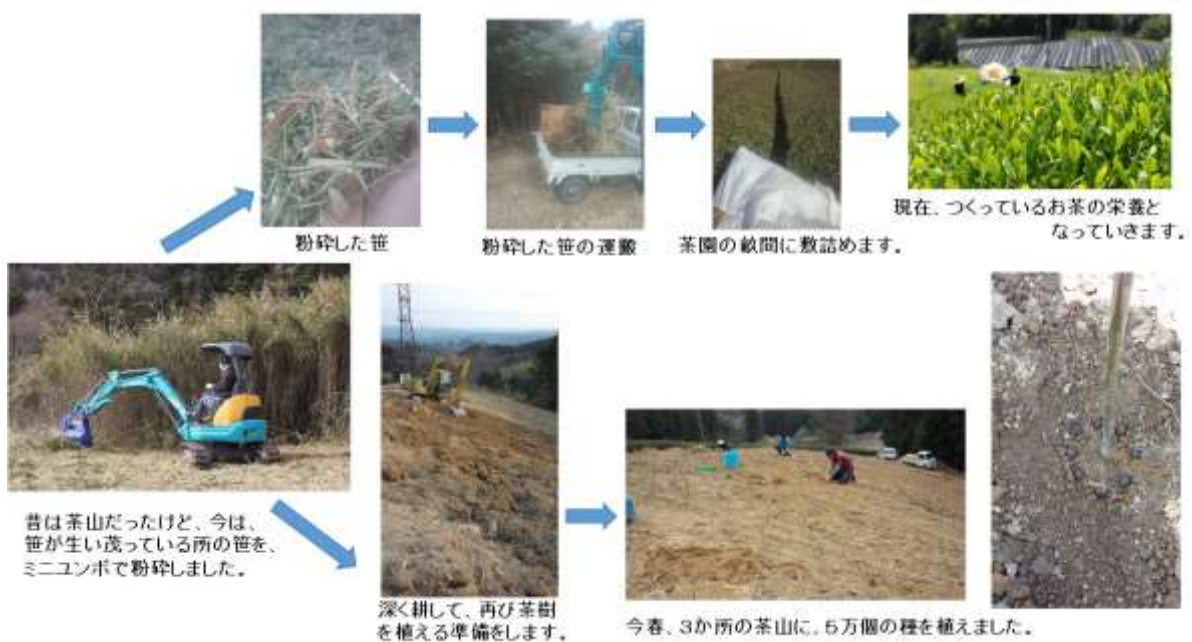 粉砕した笹
粉砕した笹の運搬
茶園の畝間に敷詰めます。
現在、つくっているお茶の栄養と
なっていきます。
昔は茶山だったけど、今は、
笹が生い茂っている所の笹を、
ミニユンボで粉砕しました。
深く耕して、再び茶樹
を植える準備をします。
今春、3か所の茶山に、5万個の種を植えました。